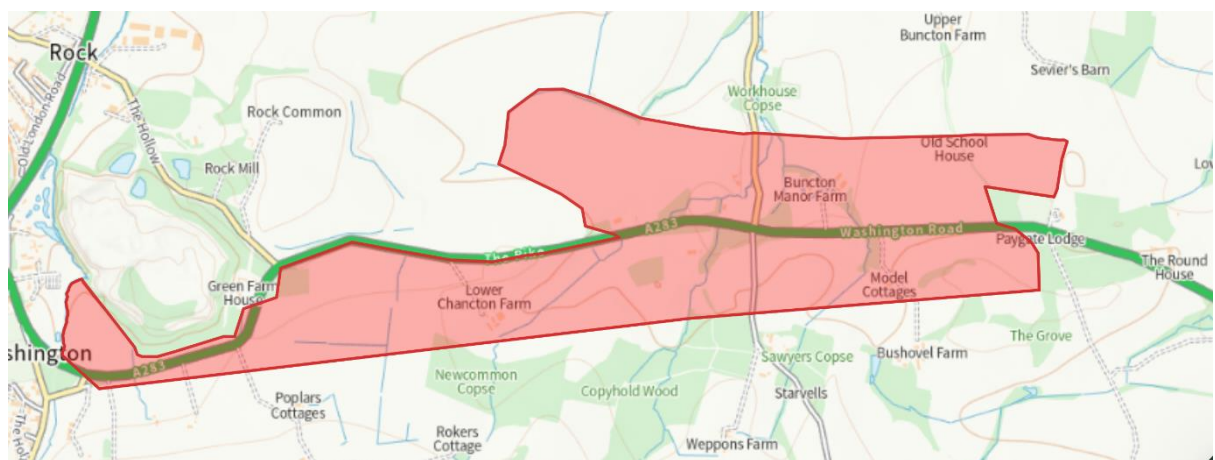 Rock
Old London Road
The Hollow
Rock Common
Rock Mill
Workhouse
Copse
Upper
Buncton Farm
Sevier's Barn
Old School
House
Low
Buncton
Manor Farm
A283
Washington Road
The Pike
Paygate Lodge
The Round
House
Green Farm
House
Lower
Chancton Farm
Model
Cottages
The Grove
shington
A283
Poplars
Cottages
Newcommon
Copse
Copyhold Wood
Sawyers Copse
Starvells
Bushovel Farm
Rokers
Cottage
Weppons Farm
The Hol